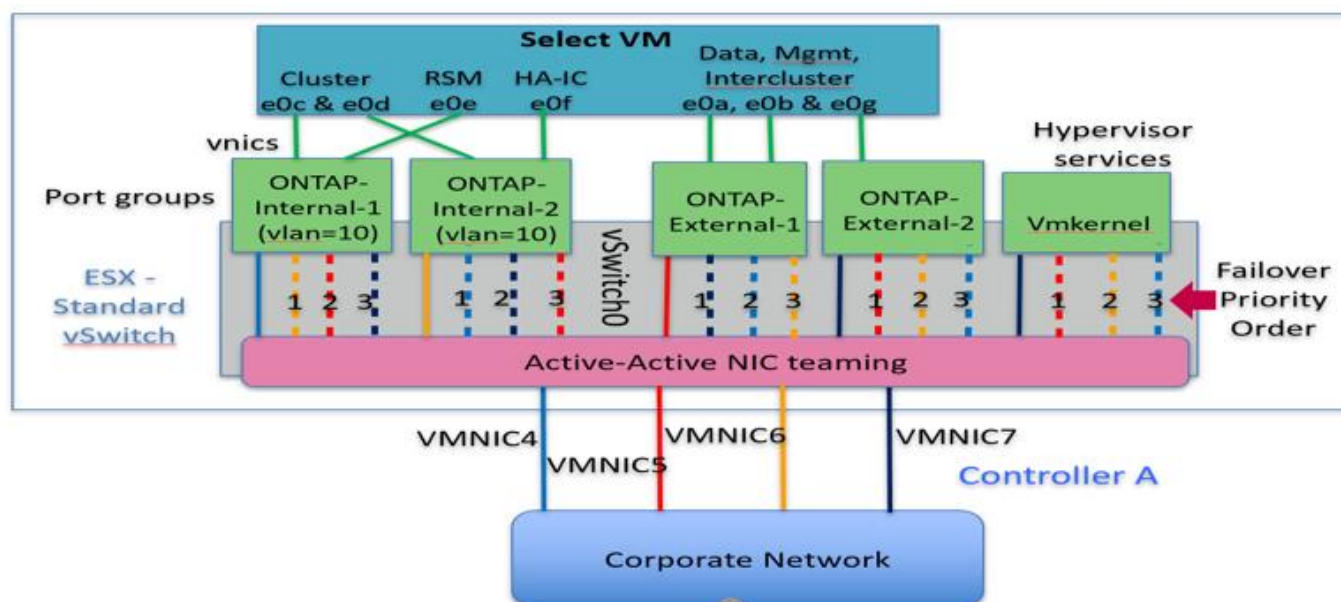 Select VM
Cluster
e0c & e0d
RSM
e0e
HA-IC
e0f
Data, Mgmt,
Intercluster
e0a, e0b & e0g
vnics
Hypervisor
services
Port groups
ONTAP-
Internal-1
(vlan=10)
ONTAP-
Internal-2
(vlan=10)
ONTAP-
External-1
ONTAP-
External-2
Vmkernel
ESX -
Standard
vSwitch
vSwitch0
1 2 3
1 2 3
1 2 3
1 2 3
1 2 3
Failover
Priority
Order
Active-Active NIC teaming
VMNIC4
VMNIC5
VMNIC6
VMNIC7
Controller A
Corporate Network